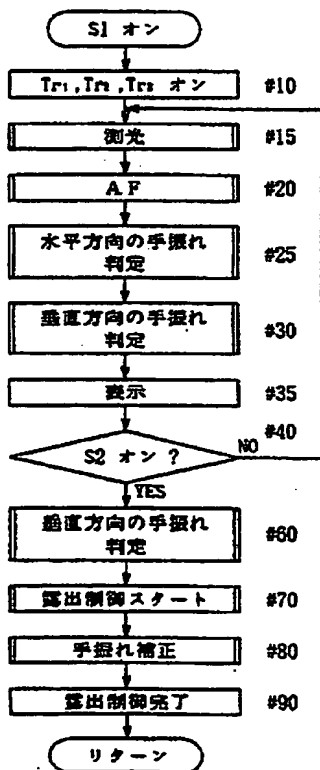 S1 オン
Tr₁,Tr₂,Tr₃ オン #10
測光 #15
AF #20
水平方向の手振れ
判定 #25
垂直方向の手振れ
判定 #30
表示 #35
#40
S2 オン ? NO
YES
垂直方向の手振れ
判定 #60
露出制御スタート #70
手振れ補正 #80
露出制御完了 #90
リターン